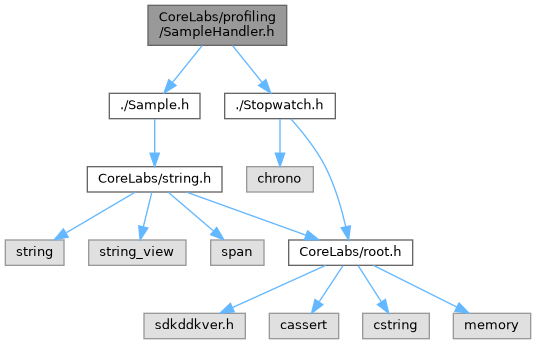 CoreLabs/profiling
/SampleHandler.h
./Sample.h
./Stopwatch.h
CoreLabs/string.h
chrono
string
string_view
span
CoreLabs/root.h
sdkddkver.h
cassert
cstring
memory